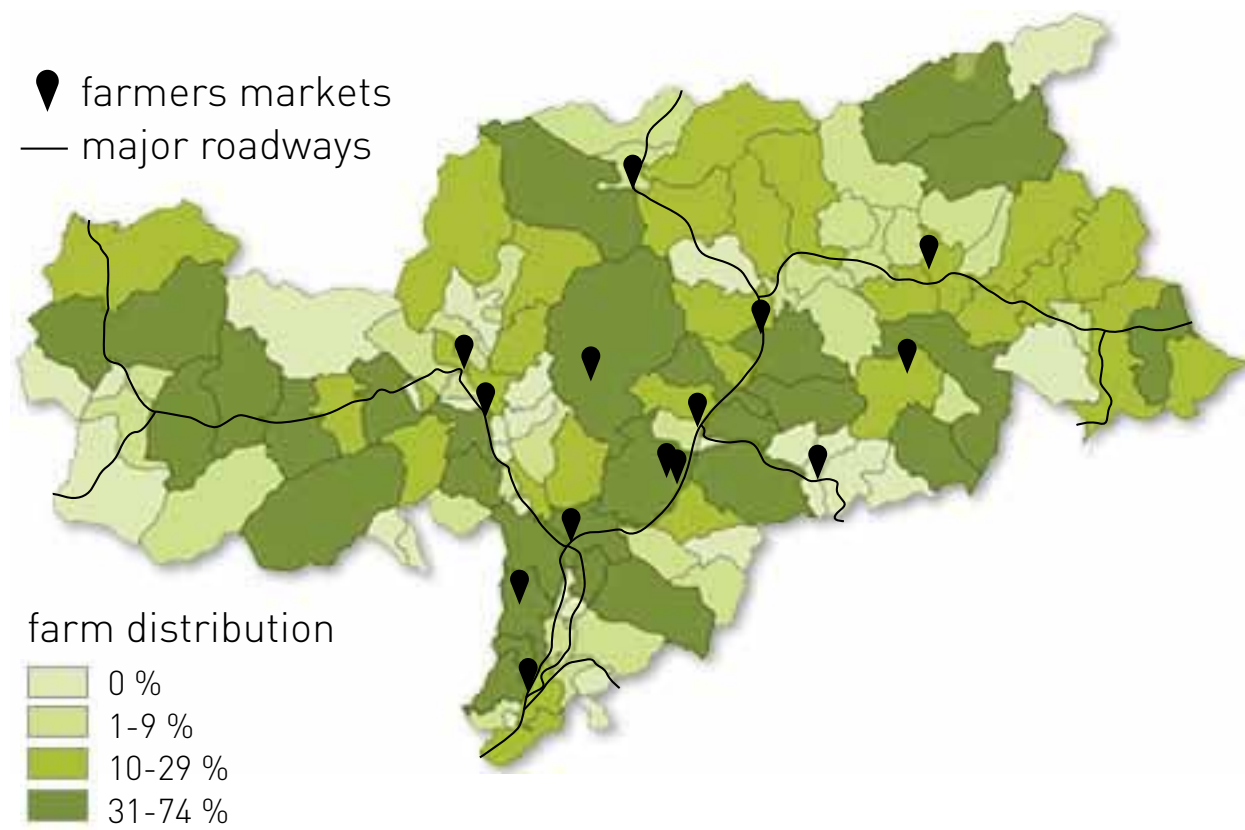 farmers markets
major roadways
farm distribution
0 %
1-9 %
10-29 %
31-74 %